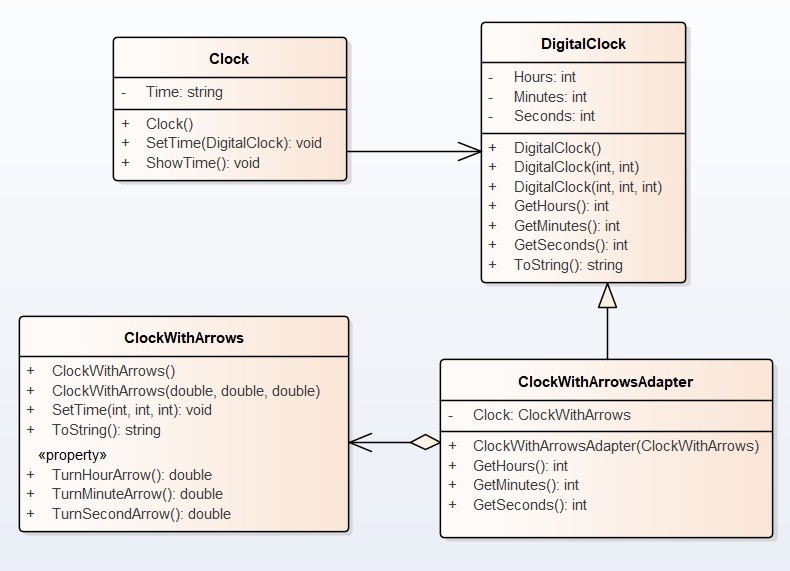 Clock
- Time: string
+ Clock()
+ SetTime(DigitalClock): void
+ ShowTime(): void
DigitalClock
- Hours: int
- Minutes: int
- Seconds: int
+ DigitalClock()
+ DigitalClock(int, int)
+ DigitalClock(int, int, int)
+ GetHours(): int
+ GetMinutes(): int
+ GetSeconds(): int
+ ToString(): string
ClockWithArrows
+ ClockWithArrows()
+ ClockWithArrows(double, double, double)
+ SetTime(int, int, int): void
+ ToString(): string
«property»
+ TurnHourArrow(): double
+ TurnMinuteArrow(): double
+ TurnSecondArrow(): double
ClockWithArrowsAdapter
- Clock: ClockWithArrows
+ ClockWithArrowsAdapter(ClockWithArrows)
+ GetHours(): int
+ GetMinutes(): int
+ GetSeconds(): int